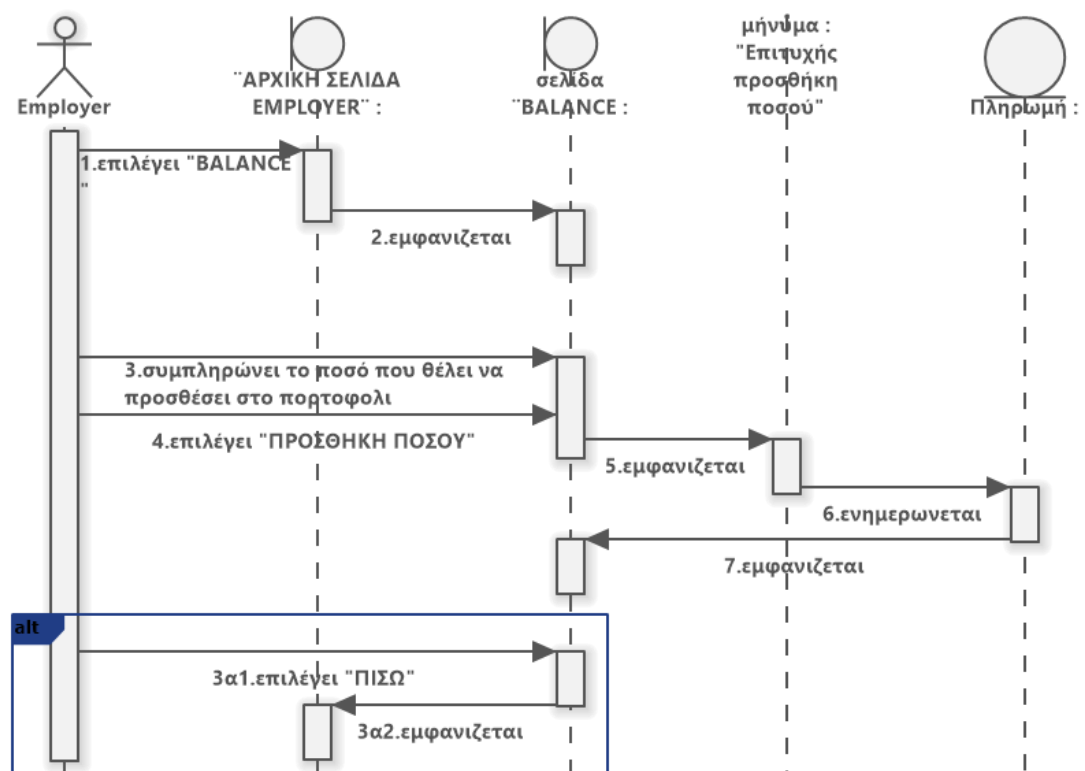 Employer
¨ΑΡΧΙΚΗ ΣΕΛΙΔΑ
EMPLOYER¨ :
σελίδα
¨BALANCE :
μήνυμα :
"Επιτυχής
προσθήκη
ποσού"
Πληρωμή :
1.επιλέγει "BALANCE
"
2.εμφανιζεται
3.συμπληρώνει το ποσό που θέλει να
προσθέσει στο πορτοφολι
4.επιλέγει "ΠΡΟΣΘΗΚΗ ΠΟΣΟΥ"
5.εμφανιζεται
6.ενημερωνεται
7.εμφανιζεται
alt
3α1.επιλέγει "ΠΙΣΩ"
3α2.εμφανιζεται